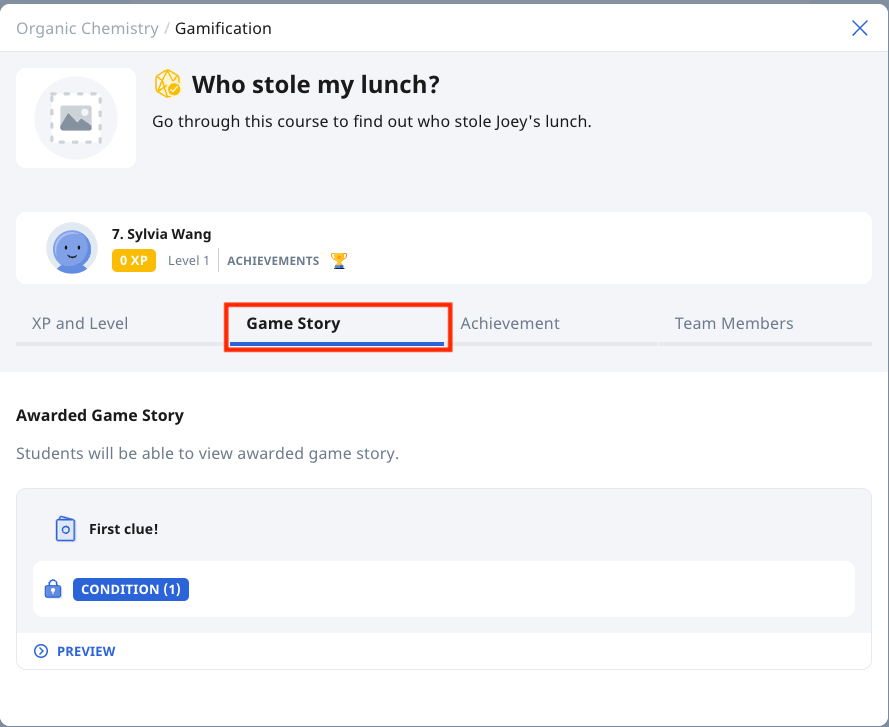 Organic Chemistry / Gamification
Who stole my lunch?
Go through this course to find out who stole Joey's lunch.
7. Sylvia Wang
0 XP Level 1 ACHIEVEMENTS
XP and Level Game Story Achievement Team Members
Awarded Game Story
Students will be able to view awarded game story.
First clue!
CONDITION (1)
PREVIEW